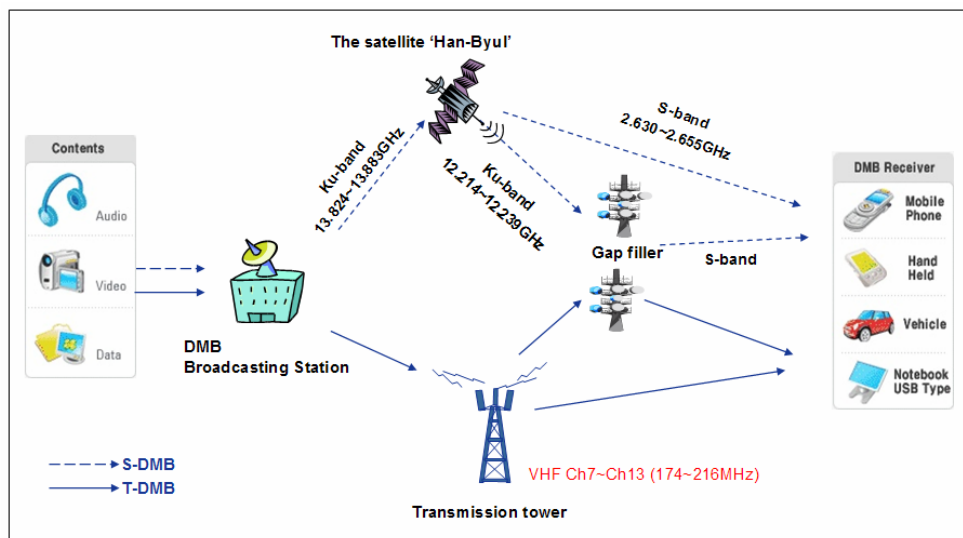 The satellite ‘Han-Byul’
Contents
Audio
Video
Data
Ku-band
13.824~13.883GHz
Ku-band
12.214~12.239GHz
S-band
2.630~2.655GHz
DMB Receiver
Mobile
Phone
Hand
Held
Vehicle
Notebook
USB Type
Gap filler
S-band
DMB
Broadcasting Station
S-DMB
T-DMB
VHF Ch7~Ch13 (174~216MHz)
Transmission tower